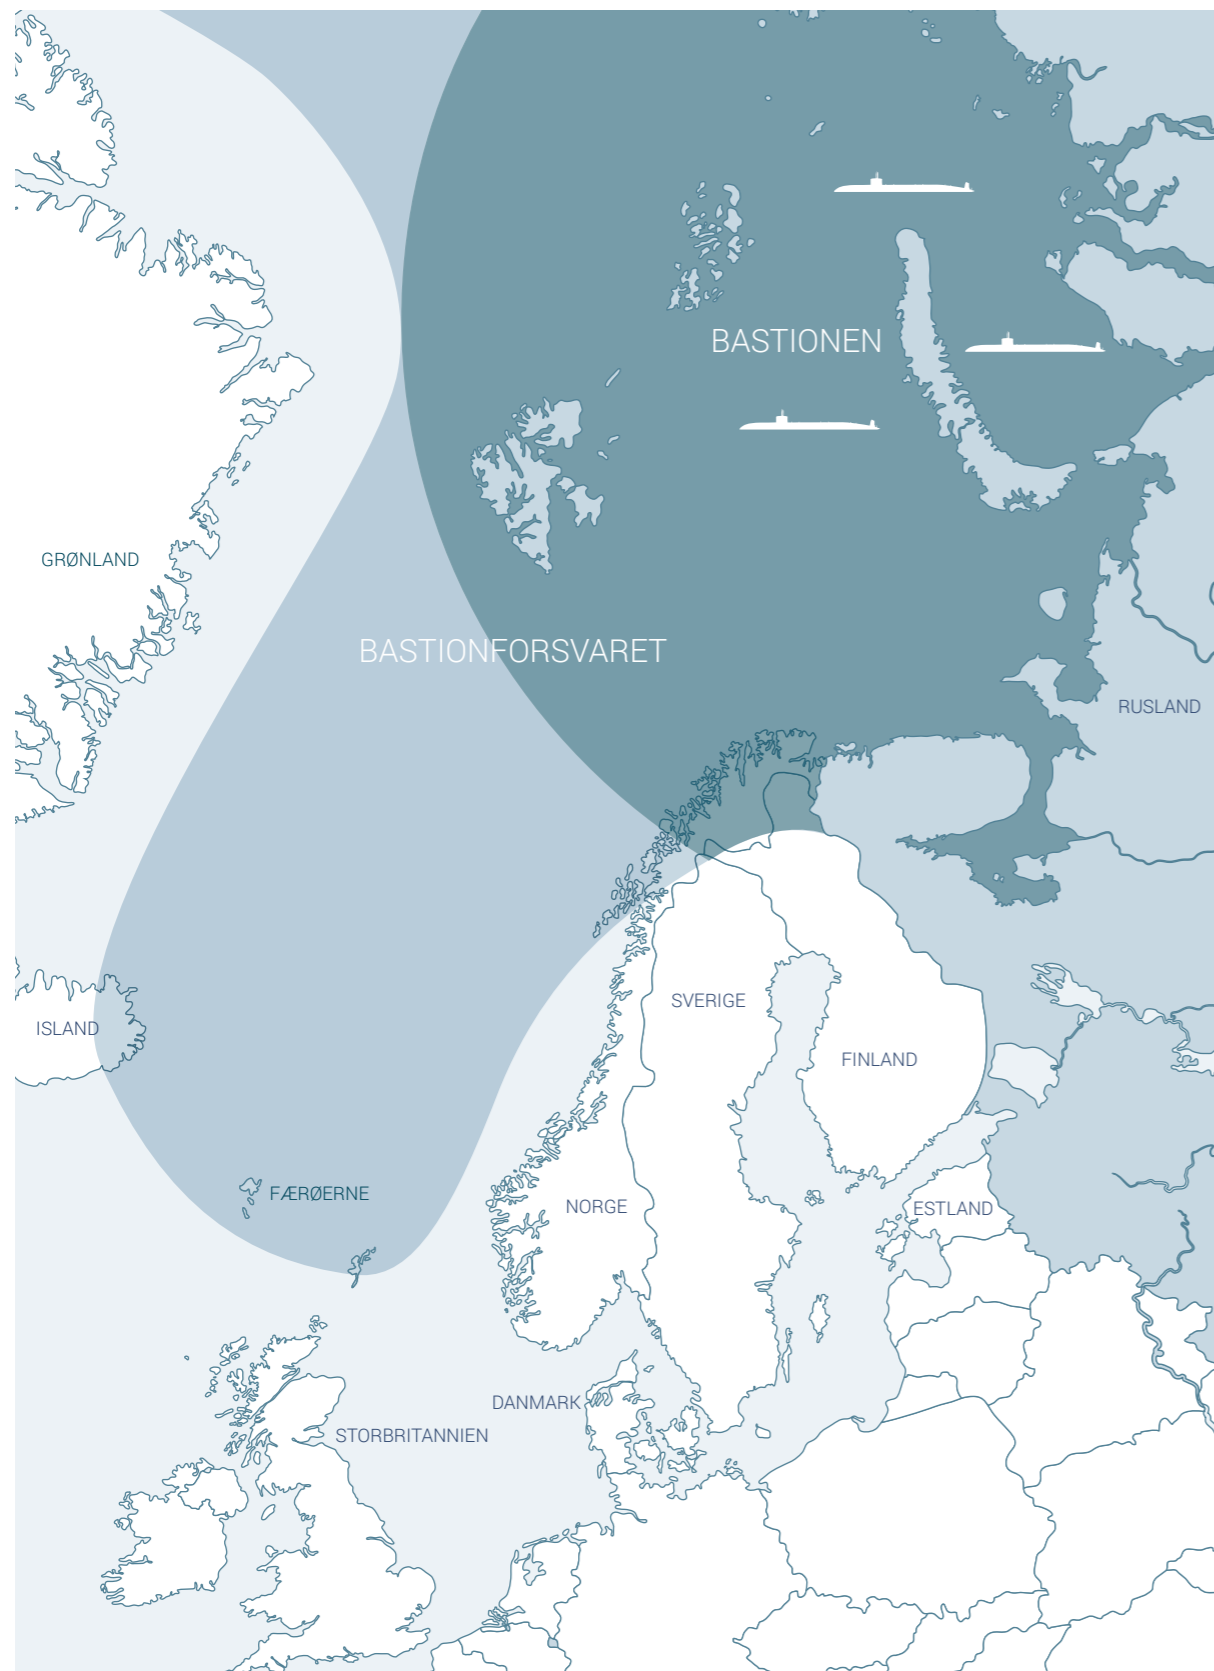 BASTIONEN
GRØNLAND
BASTIONFORSVARET
RUSLAND
SVERIGE
ISLAND
FINLAND
FÆRØERNE
NORGE
ESTLAND
DANMARK
STORBRITANNIEN